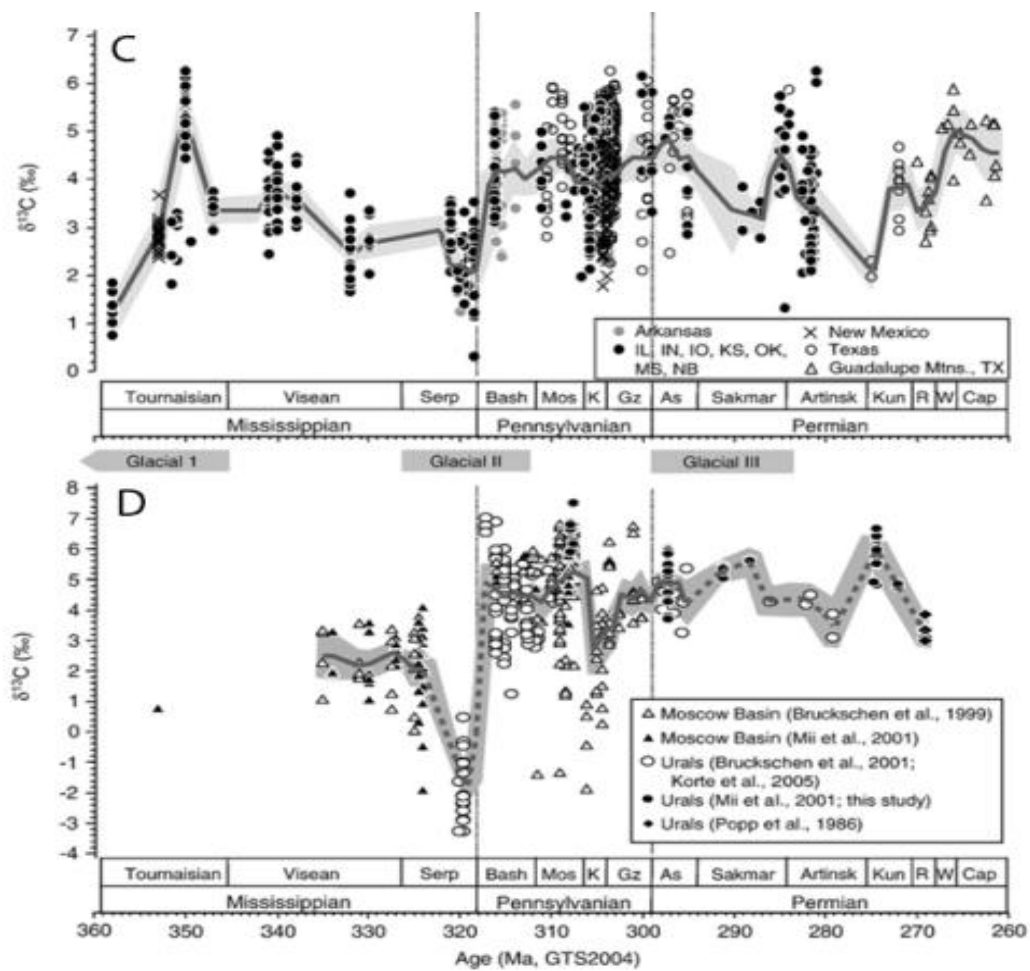 C
7
6
5
4
3
2
1
0
δ13C (‰)
Arkansas
IL, IN, IO, KS, OK,
MS, NB
New Mexico
Texas
Guadalupe Mtns., TX
Tournaisian Visean Serp Bash Mos K Gz As Sakmar Artinsk Kun R W Cap
Mississippian Pennsylvanian Permian
Glacial 1 Glacial II Glacial III
D
8
7
6
5
4
3
2
1
0
-1
-2
-3
-4
δ13C (‰)
Moscow Basin (Bruckschen et al., 1999)
Moscow Basin (Mii et al., 2001)
Urals (Bruckschen et al., 2001;
Korte et al., 2005)
Urals (Mii et al., 2001; this study)
Urals (Popp et al., 1986)
Tournaisian Visean Serp Bash Mos K Gz As Sakmar Artinsk Kun R W Cap
Mississippian Pennsylvanian Permian
360 350 340 330 320 310 300 290 280 270 260
Age (Ma, GTS2004)